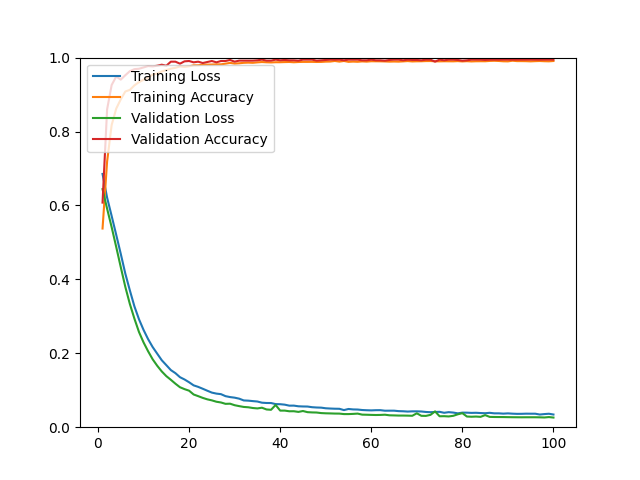 1.0
Training Loss
Training Accuracy
Validation Loss
Validation Accuracy
0.8
0.6
0.4
0.2
0.0
0 20 40 60 80 100